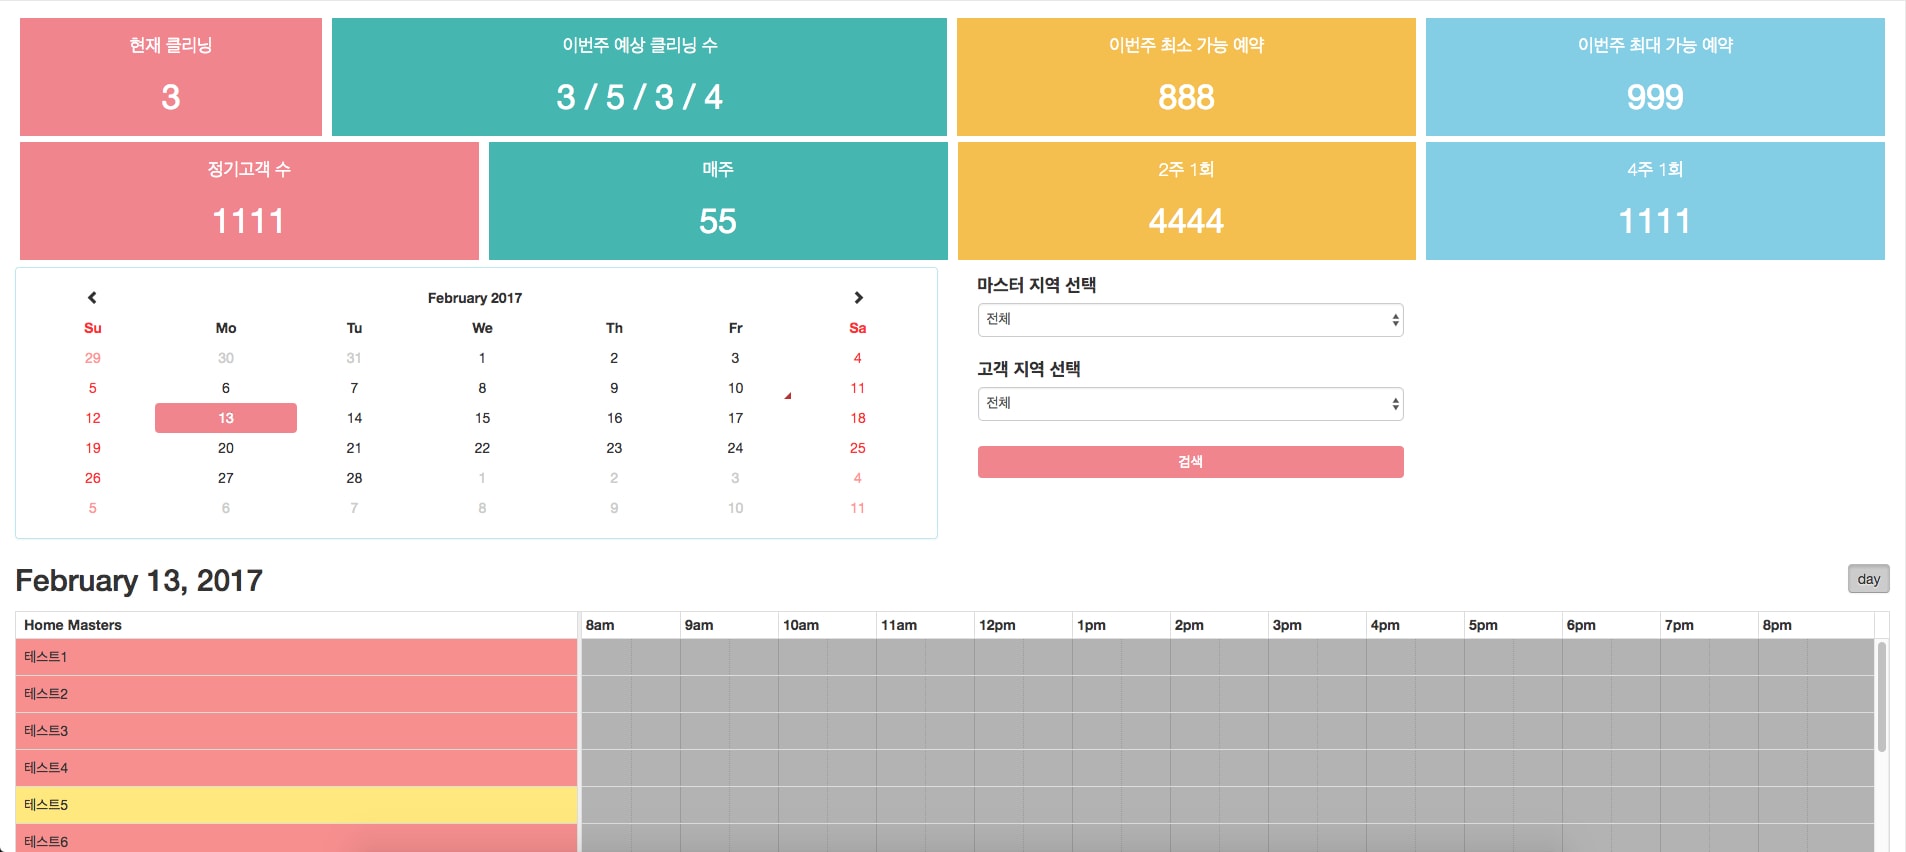 현재 클리닝
3
이번주 예상 클리닝 수
3 / 5 / 3 / 4
이번주 최소 가능 예약
888
이번주 최대 가능 예약
999
정기고객 수
1111
매주
55
2주 1회
4444
4주 1회
1111
February 2017
Su Mo Tu We Th Fr Sa
29 30 31 1 2 3 4
5 6 7 8 9 10 11
12 13 14 15 16 17 18
19 20 21 22 23 24 25
26 27 28 1 2 3 4
5 6 7 8 9 10 11
마스터 지역 선택
전체
고객 지역 선택
전체
검색
February 13, 2017
day
Home Masters 8am 9am 10am 11am 12pm 1pm 2pm 3pm 4pm 5pm 6pm 7pm 8pm
테스트1
테스트2
테스트3
테스트4
테스트5
테스트6